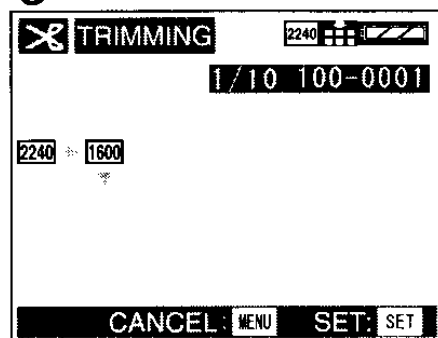 TRIMMING 2240
1/10 100-0001
2240 1600
CANCEL: MENU SET: SET